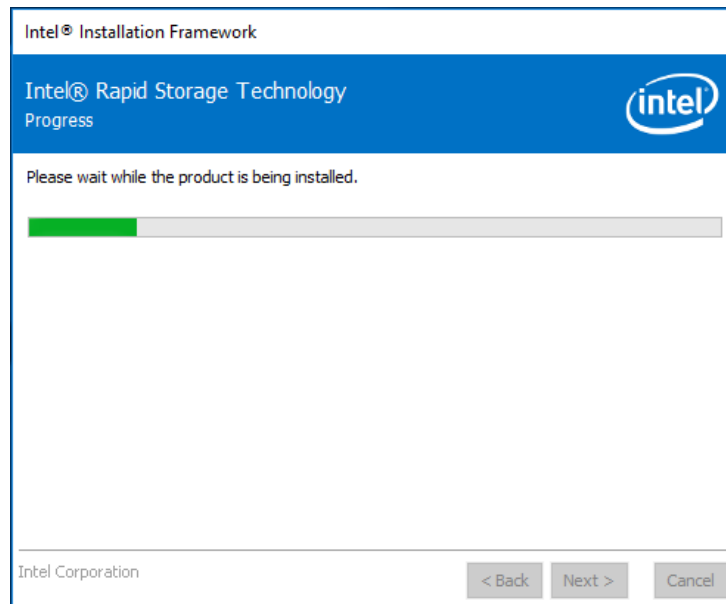 Intel® Installation Framework
Intel® Rapid Storage Technology
Progress
intel
Please wait while the product is being installed.
Intel Corporation
< Back
Next >
Cancel